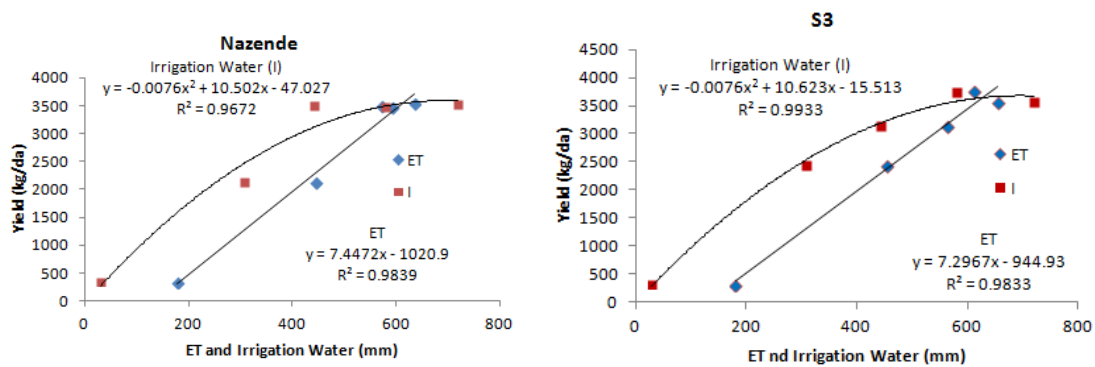 Nazende
Irrigation Water (I)
y = -0.0076x² + 10.502x - 47.027
R² = 0.9672
4000
3500
3000
2500
2000
1500
1000
500
0
Yield (kg/da)
ET
I
ET
y = 7.4472x - 1020.9
R² = 0.9839
0 200 400 600 800
ET and Irrigation Water (mm)
S3
Irrigation Water (I)
y = -0.0076x² + 10.623x - 15.513
R² = 0.9933
4500
4000
3500
3000
2500
2000
1500
1000
500
0
Yield (kg/da)
ET
I
ET
y = 7.2967x - 944.93
R² = 0.9833
0 200 400 600 800
ET nd Irrigation Water (mm)